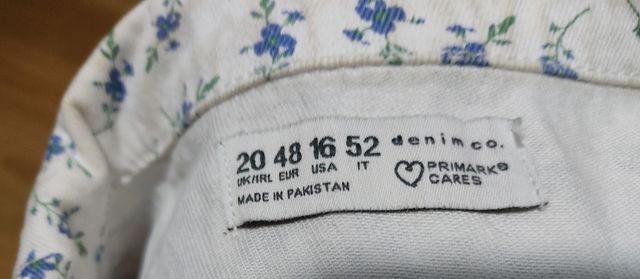 20 48 16 52 denim co.
UK/IRL EUR USA IT
MADE IN PAKISTAN
PRIMARK®
CARES